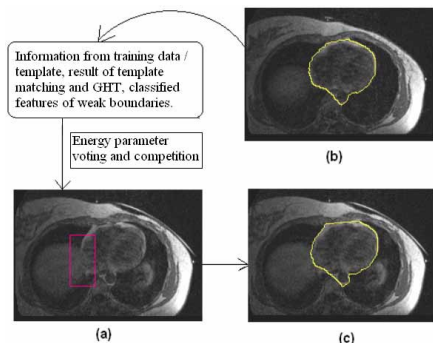 Information from training data /
template, result of template
matching and GHT, classified
features of weak boundaries.
Energy parameter
voting and competition
(b)
(a)
(c)